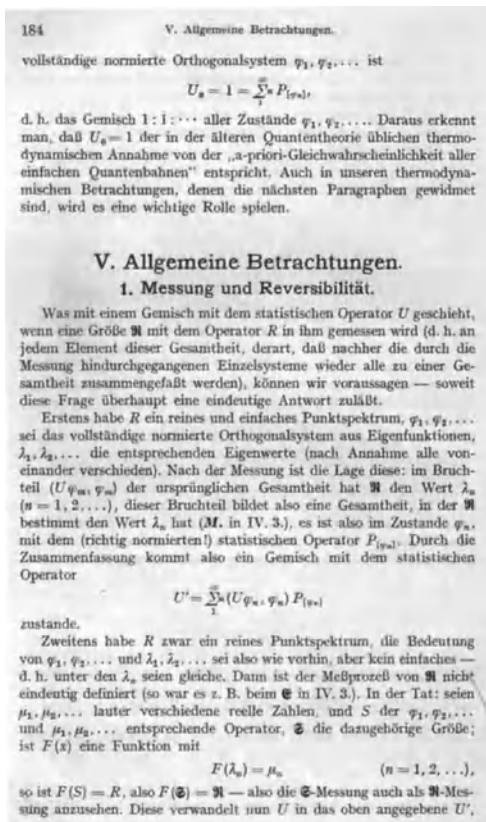 184 V. Allgemeine Betrachtungen.
vollständige normierte Orthogonalsystem φ₁, φ₂, ... ist
U₀ = 1 = Σₙ₁^∞ P[φₙ],
d. h. das Gemisch 1 : 1 : ··· aller Zustände φ₁, φ₂, .... Daraus erkennt
man, daß U₀ = 1 der in der älteren Quantentheorie üblichen thermo-
dynamischen Annahme von der „a-priori-Gleichwahrscheinlichkeit aller
einfachen Quantenbahnen" entspricht. Auch in unseren thermodyna-
mischen Betrachtungen, denen die nächsten Paragraphen gewidmet
sind, wird es eine wichtige Rolle spielen.
V. Allgemeine Betrachtungen.
1. Messung und Reversibilität.
Was mit einem Gemisch mit dem statistischen Operator U geschieht,
wenn eine Größe ℜ mit dem Operator R in ihm gemessen wird (d. h. an
jedem Element dieser Gesamtheit, derart, daß nachher die durch die
Messung hindurchgegangenen Einzelsysteme wieder alle zu einer Ge-
samtheit zusammengefaßt werden), können wir voraussagen — soweit
diese Frage überhaupt eine eindeutige Antwort zuläßt.
Erstens habe R ein reines und einfaches Punktspektrum, φ₁, φ₂, ...
sei das vollständige normierte Orthogonalsystem aus Eigenfunktionen,
λ₁, λ₂, ... die entsprechenden Eigenwerte (nach Annahme alle von-
einander verschieden). Nach der Messung ist die Lage diese: im Bruch-
teil (Uφₙ, φₙ) der ursprünglichen Gesamtheit hat ℜ den Wert λₙ
(n = 1, 2, ...), dieser Bruchteil bildet also eine Gesamtheit, in der ℜ
bestimmt den Wert λₙ hat (M. in IV. 3.), es ist also im Zustande φₙ,
mit dem (richtig normierten!) statistischen Operator P[φₙ]. Durch die
Zusammenfassung kommt also ein Gemisch mit dem statistischen
Operator
U' = Σₙ₁^∞ (Uφₙ, φₙ) P[φₙ]
zustande.
Zweitens habe R zwar ein reines Punktspektrum, die Bedeutung
von φ₁, φ₂, ... und λ₁, λ₂, ... sei also wie vorhin, aber kein einfaches —
d. h. unter den λₙ seien gleiche. Dann ist der Meßprozeß von ℜ nicht
eindeutig definiert (so war es z. B. beim 𝔈 in IV. 3.). In der Tat: seien
μ₁, μ₂, ... lauter verschiedene reelle Zahlen, und S der φ₁, φ₂, ...
und μ₁, μ₂, ... entsprechende Operator, 𝔖 die dazugehörige Größe;
ist F(x) eine Funktion mit
F(λₙ) = μₙ (n = 1, 2, ...),
so ist F(S) = R, also F(𝔖) = ℜ — also die 𝔖-Messung auch als ℜ-Mes-
sung anzusehen. Diese verwandelt nun U in das oben angegebene U',